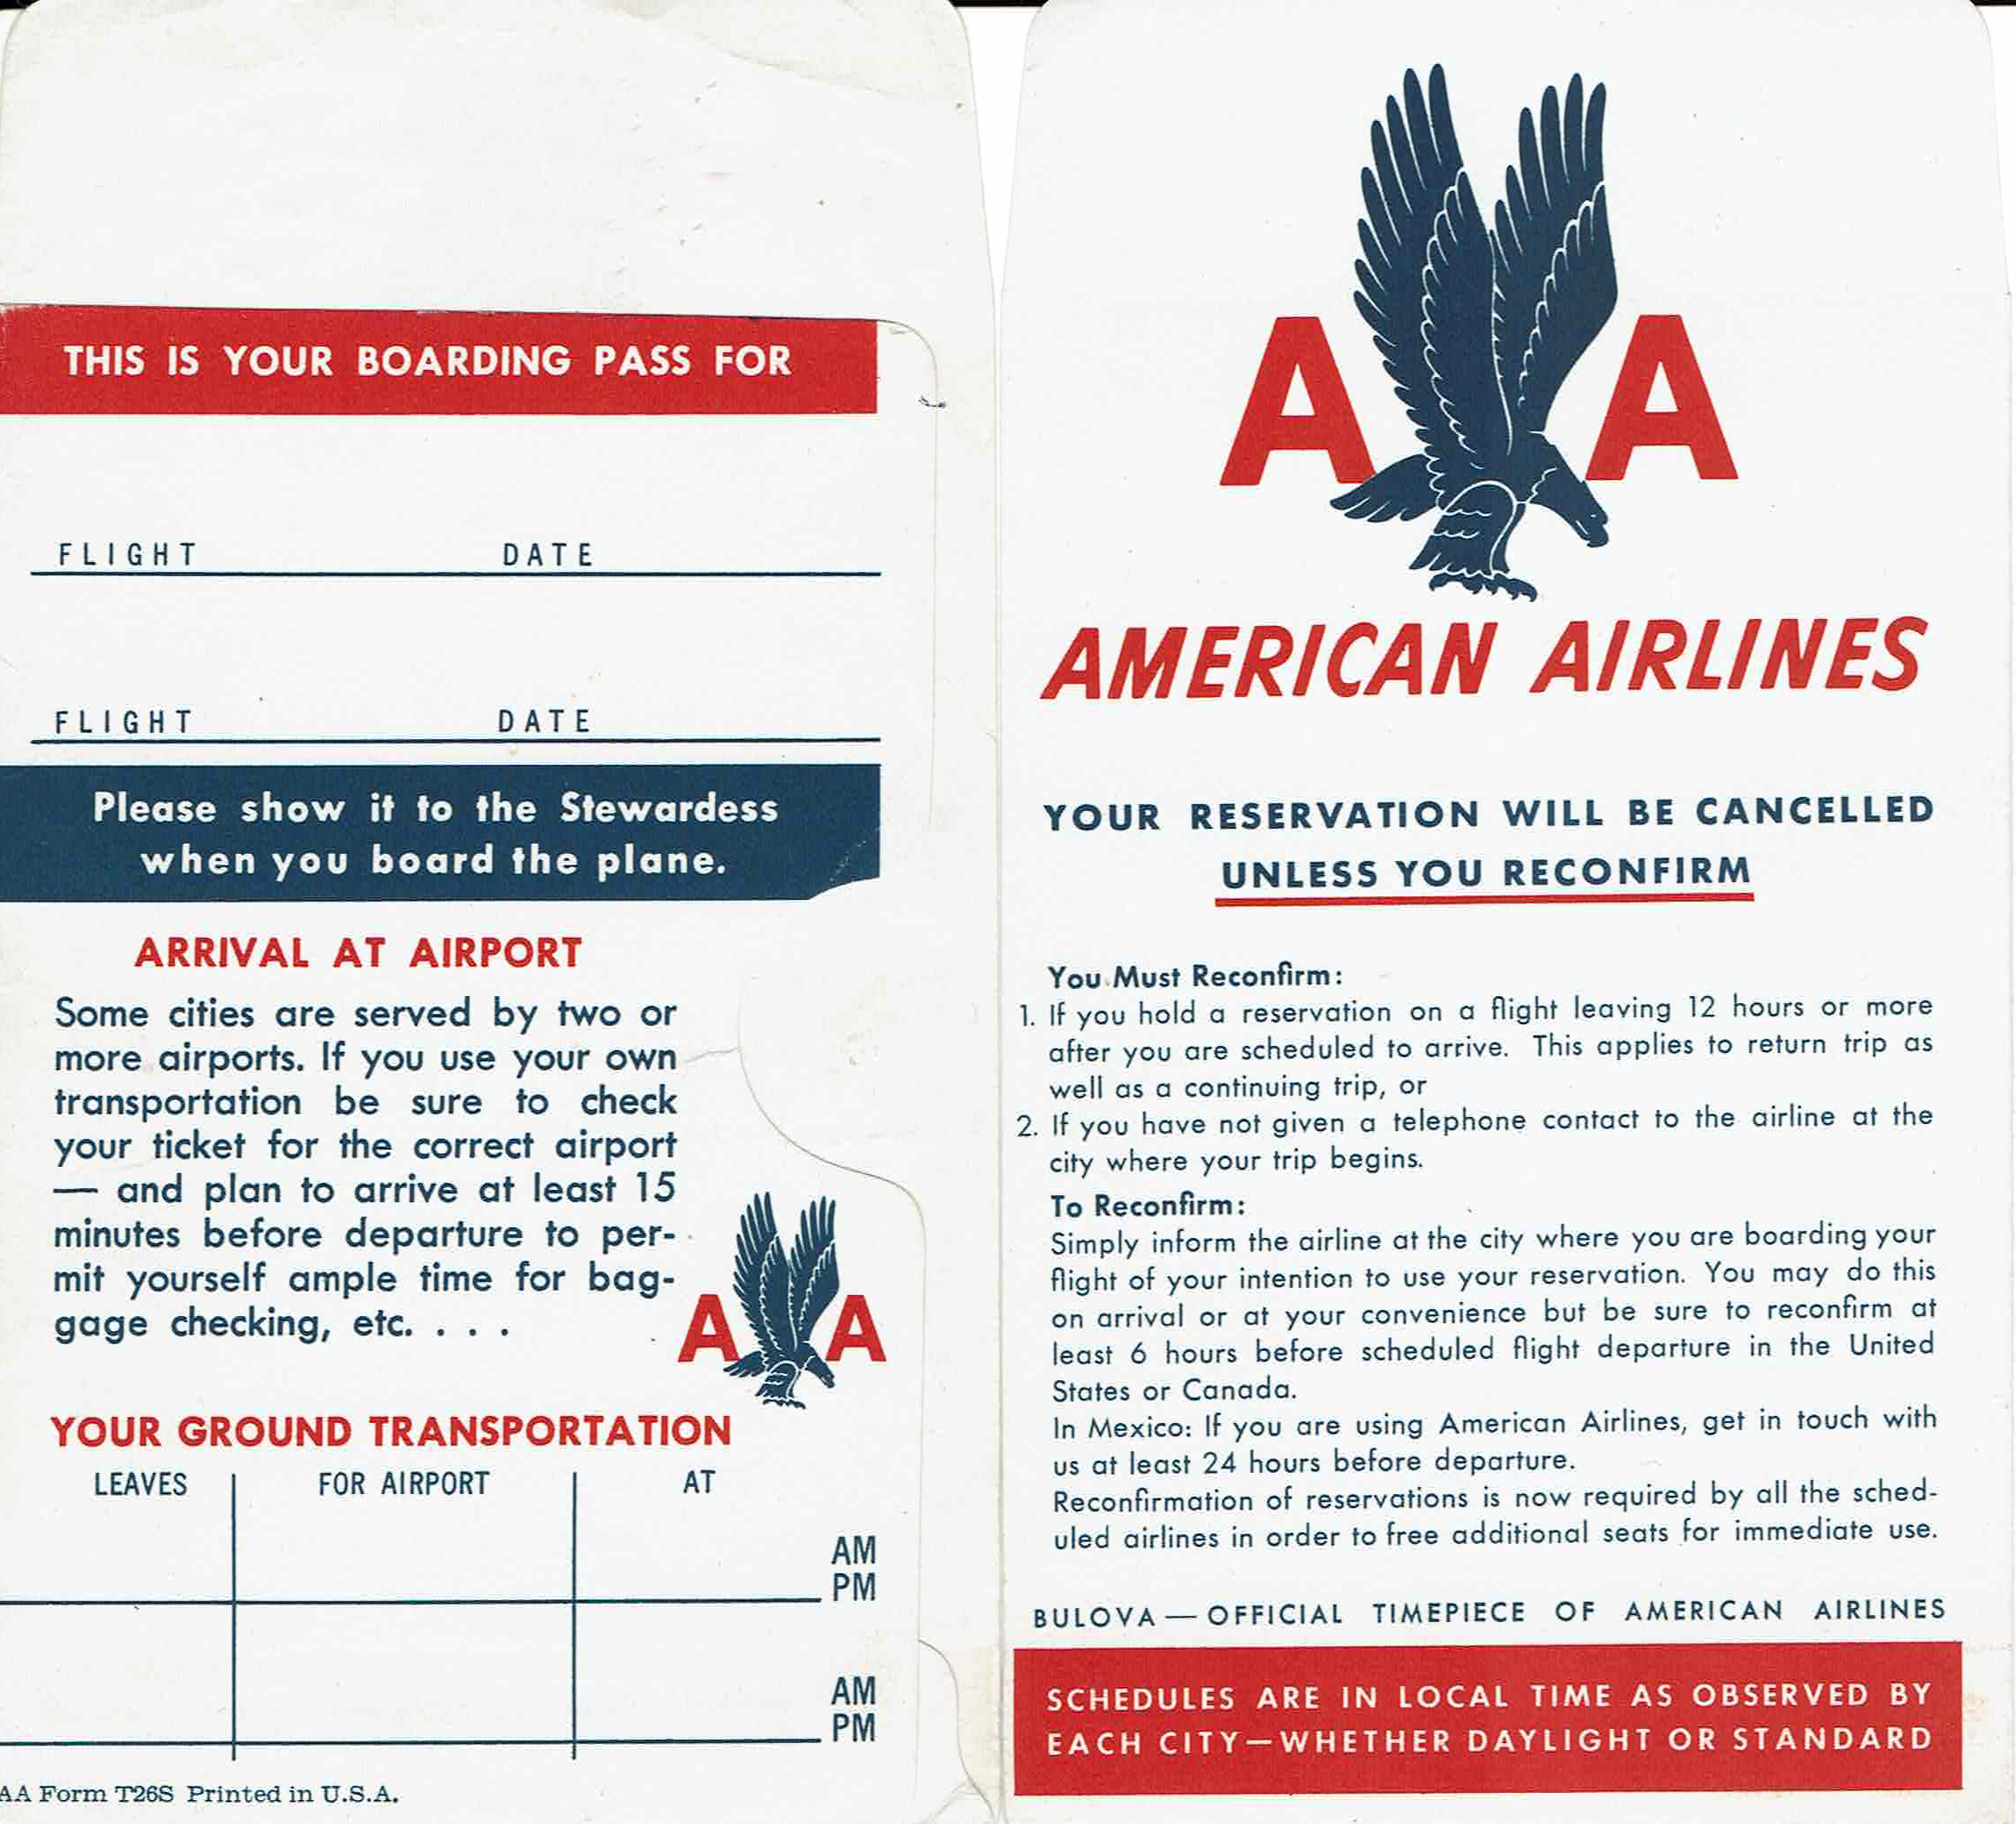 THIS IS YOUR BOARDING PASS FOR
FLIGHT DATE
FLIGHT DATE
Please show it to the Stewardess
when you board the plane.
ARRIVAL AT AIRPORT
Some cities are served by two or
more airports. If you use your own
transportation be sure to check
your ticket for the correct airport
— and plan to arrive at least 15
minutes before departure to per-
mit yourself ample time for bag-
gage checking, etc. . . .
A A
YOUR GROUND TRANSPORTATION
LEAVES FOR AIRPORT AT
AM
PM
AM
PM
AA Form T26S Printed in U.S.A.
A A
AMERICAN AIRLINES
YOUR RESERVATION WILL BE CANCELLED
UNLESS YOU RECONFIRM
You Must Reconfirm:
1. If you hold a reservation on a flight leaving 12 hours or more
after you are scheduled to arrive. This applies to return trip as
well as a continuing trip, or
2. If you have not given a telephone contact to the airline at the
city where your trip begins.
To Reconfirm:
Simply inform the airline at the city where you are boarding your
flight of your intention to use your reservation. You may do this
on arrival or at your convenience but be sure to reconfirm at
least 6 hours before scheduled flight departure in the United
States or Canada.
In Mexico: If you are using American Airlines, get in touch with
us at least 24 hours before departure.
Reconfirmation of reservations is now required by all the sched-
uled airlines in order to free additional seats for immediate use.
BULOVA — OFFICIAL TIMEPIECE OF AMERICAN AIRLINES
SCHEDULES ARE IN LOCAL TIME AS OBSERVED BY
EACH CITY—WHETHER DAYLIGHT OR STANDARD